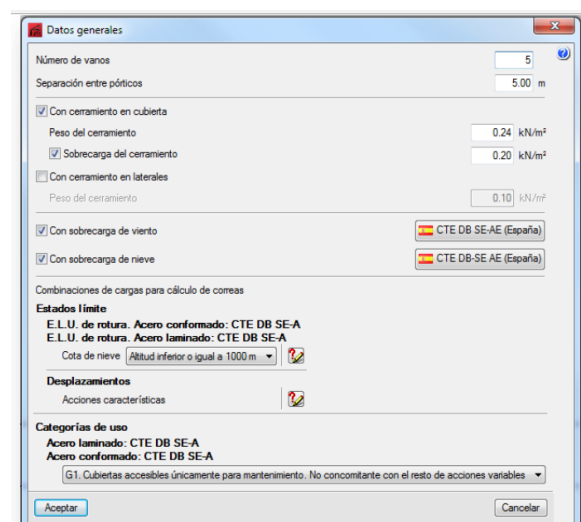 Datos generales
Número de vanos 5
Separación entre pórticos 5.00 m
Con cerramiento en cubierta
Peso del cerramiento 0.24 kN/m²
Sobrecarga del cerramiento 0.20 kN/m²
Con cerramiento en laterales
Peso del cerramiento 0.10 kN/m²
Con sobrecarga de viento CTE DB SE-AE (España)
Con sobrecarga de nieve CTE DB-SE AE (España)
Combinaciones de cargas para cálculo de correas
Estados límite
E.L.U. de rotura. Acero conformado: CTE DB SE-A
E.L.U. de rotura. Acero laminado: CTE DB SE-A
Cota de nieve Altitud inferior o igual a 1000 m
Desplazamientos
Acciones características
Categorías de uso
Acero laminado: CTE DB SE-A
Acero conformado: CTE DB SE-A
G1. Cubiertas accesibles únicamente para mantenimiento. No concomitante con el resto de acciones variables
Aceptar Cancelar